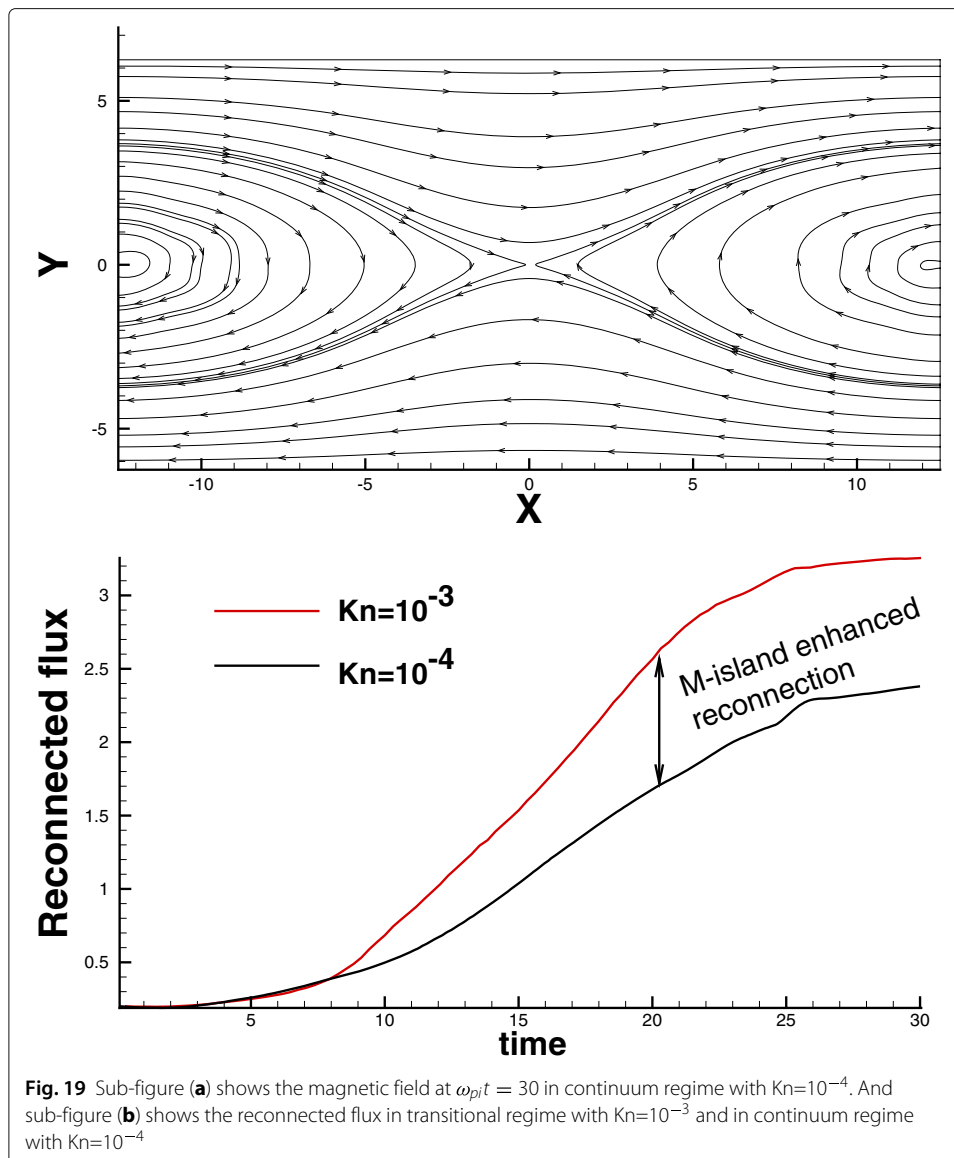 5
0
-5
Y
-10
-5
0
5
10
X
3
2.5
2
1.5
1
0.5
Reconnected flux
Kn=10⁻³
Kn=10⁻⁴
M-island enhanced
reconnection
5
10
15
20
25
30
time
Fig. 19 Sub-figure (a) shows the magnetic field at ωₚᵢt = 30 in continuum regime with Kn=10⁻⁴. And
sub-figure (b) shows the reconnected flux in transitional regime with Kn=10⁻³ and in continuum regime
with Kn=10⁻⁴